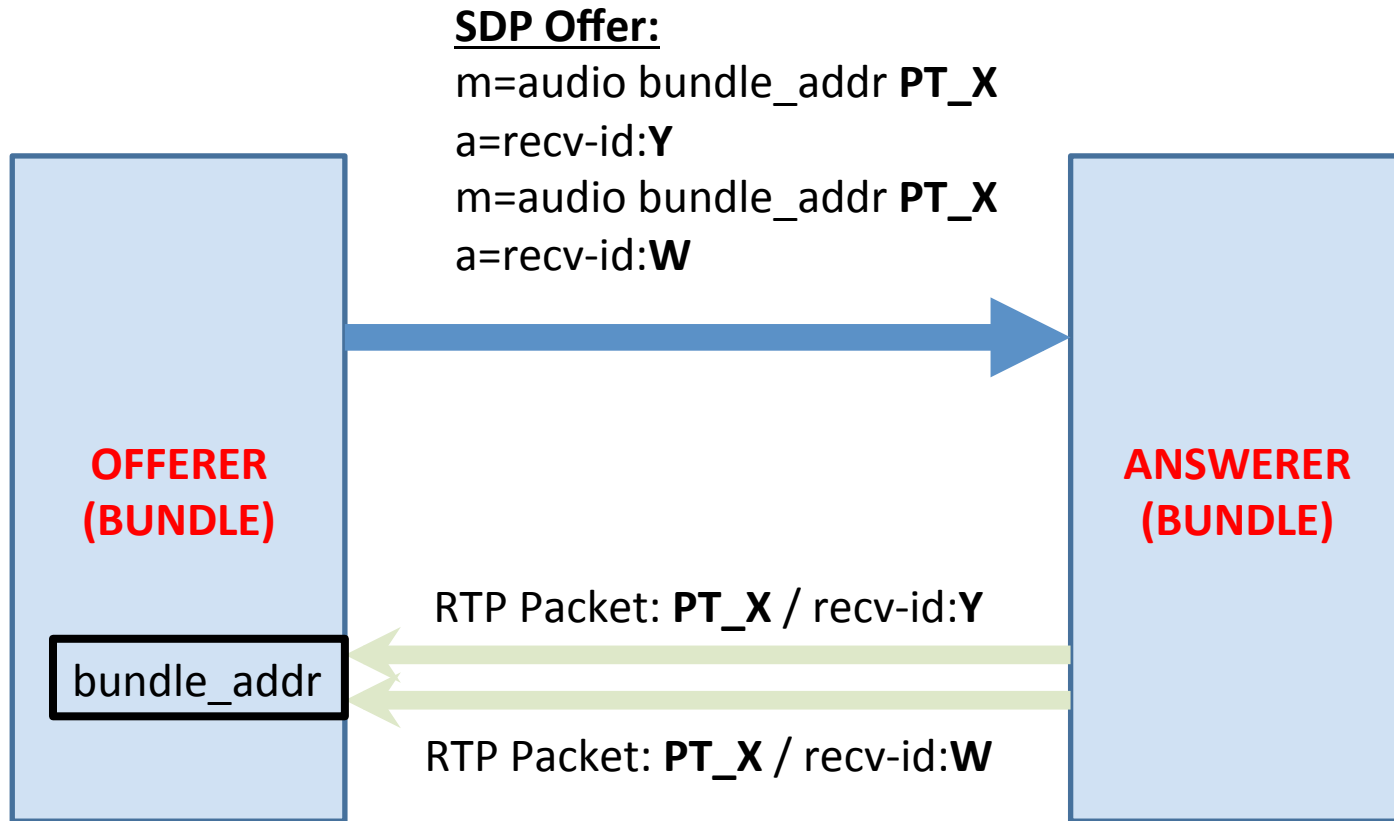 SDP Offer:
m=audio bundle_addr PT_X
a=recv-id:Y
m=audio bundle_addr PT_X
a=recv-id:W
OFFERER
(BUNDLE)
ANSWERER
(BUNDLE)
RTP Packet: PT_X / recv-id:Y
bundle_addr
RTP Packet: PT_X / recv-id:W